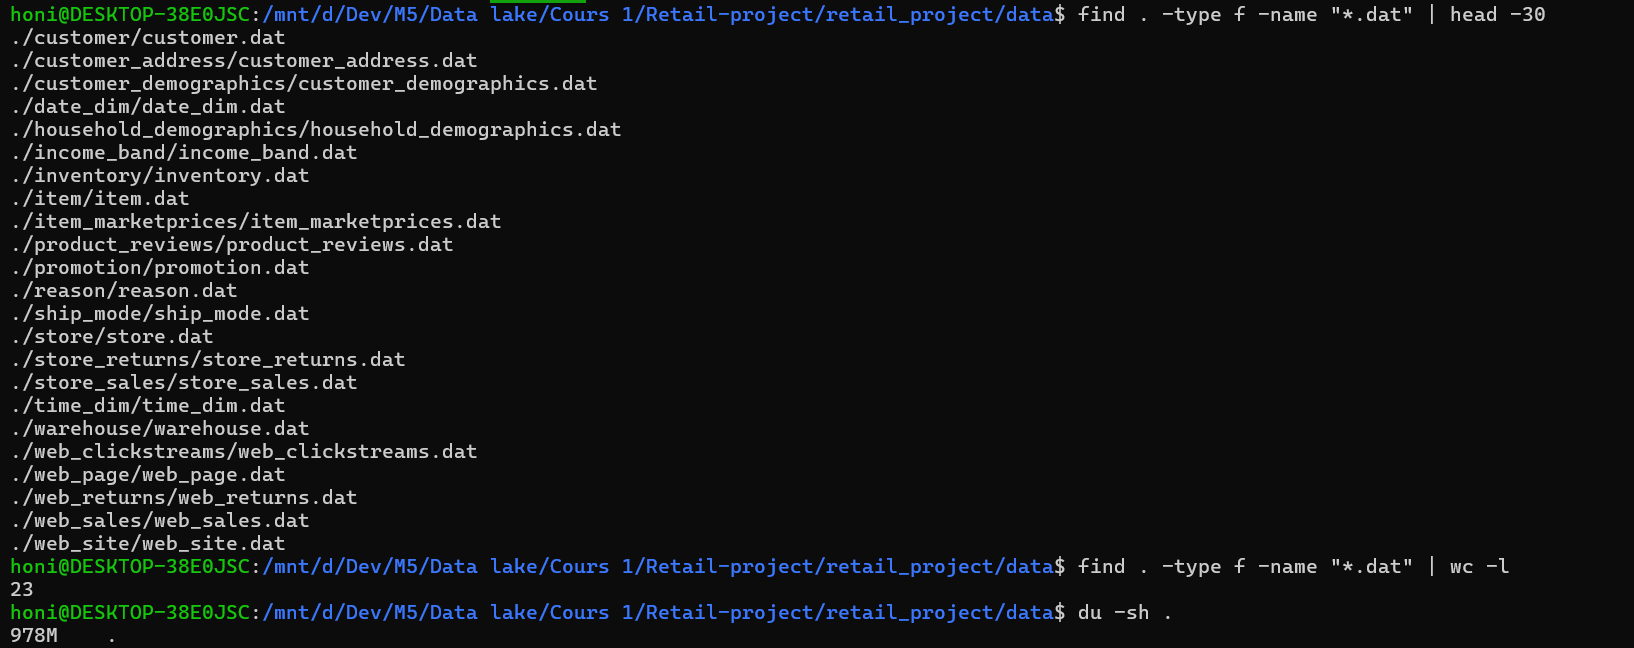 honi@DESKTOP-38E0JSC:/mnt/d/Dev/M5/Data lake/Cours 1/Retail-project/retail_project/data$ find . -type f -name "*.dat" | head -30
./customer/customer.dat
./customer_address/customer_address.dat
./customer_demographics/customer_demographics.dat
./date_dim/date_dim.dat
./household_demographics/household_demographics.dat
./income_band/income_band.dat
./inventory/inventory.dat
./item/item.dat
./item_marketprices/item_marketprices.dat
./product_reviews/product_reviews.dat
./promotion/promotion.dat
./reason/reason.dat
./ship_mode/ship_mode.dat
./store/store.dat
./store_returns/store_returns.dat
./store_sales/store_sales.dat
./time_dim/time_dim.dat
./warehouse/warehouse.dat
./web_clickstreams/web_clickstreams.dat
./web_page/web_page.dat
./web_returns/web_returns.dat
./web_sales/web_sales.dat
./web_site/web_site.dat
honi@DESKTOP-38E0JSC:/mnt/d/Dev/M5/Data lake/Cours 1/Retail-project/retail_project/data$ find . -type f -name "*.dat" | wc -l
23
honi@DESKTOP-38E0JSC:/mnt/d/Dev/M5/Data lake/Cours 1/Retail-project/retail_project/data$ du -sh .
978M    .